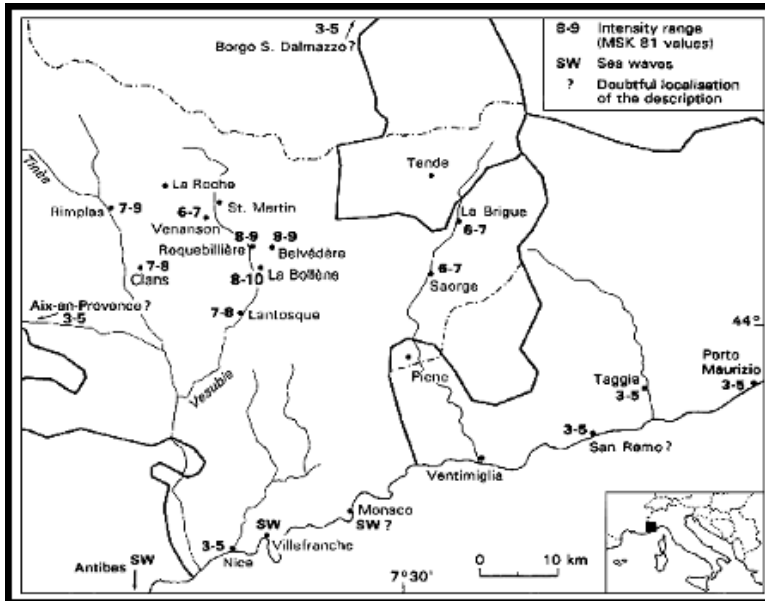 3-5
Borgo S. Dalmazzo?
8-9 Intensity range
(MSK 81 values)
SW Sea waves
? Doubtful localisation
of the description
Tinée
La Roche
Tende
Rimplas 7-9
St. Martin
6-7
Venanson
La Brigue
6-7
8-9 8-9
Roquebillière
Belvédère
7-8
Clans
8-10
La Bollène
6-7
Saorge
Aix-en-Provence?
3-5
7-8 Lantosque
44°
Vesubie
Piene
Porto
Maurizio
3-5
Taggia
3-5
3-5
San Remo?
Ventimiglia
Monaco
SW ?
SW
Villefranche
3-5
Nice
Antibes SW
7°30'
0 10 km